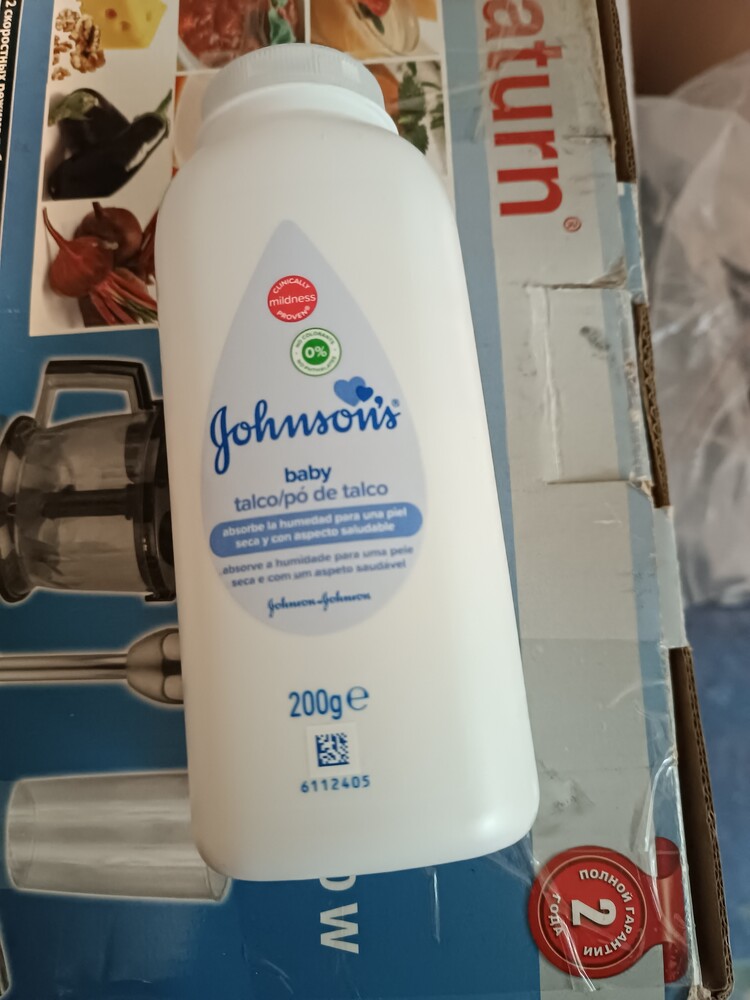 CLINICALLY
mildness
PROVEN
0%
Johnson's®
baby
talco/pó de talco
absorbe la humedad para una piel
seca y con aspecto saludable
absorve a humidade para uma pele
seca e com um aspeto saudável
Johnson & Johnson
200g℮
6112405
aturn®
OW
2
ГОДА
ПОЛНОЙ ГАРАНТИИ